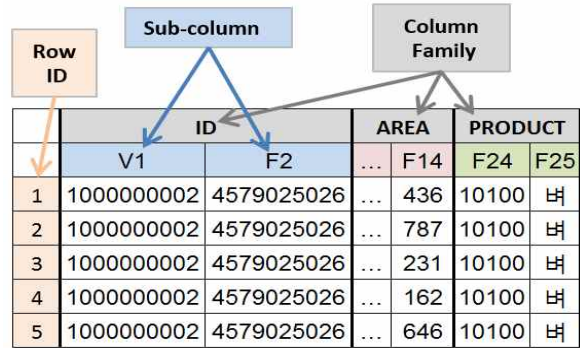 Sub-column
Column
Family
Row
ID
ID AREA PRODUCT
V1 F2 ... F14 F24 F25
1 1000000002 4579025026 ... 436 10100 벼
2 1000000002 4579025026 ... 787 10100 벼
3 1000000002 4579025026 ... 231 10100 벼
4 1000000002 4579025026 ... 162 10100 벼
5 1000000002 4579025026 ... 646 10100 벼